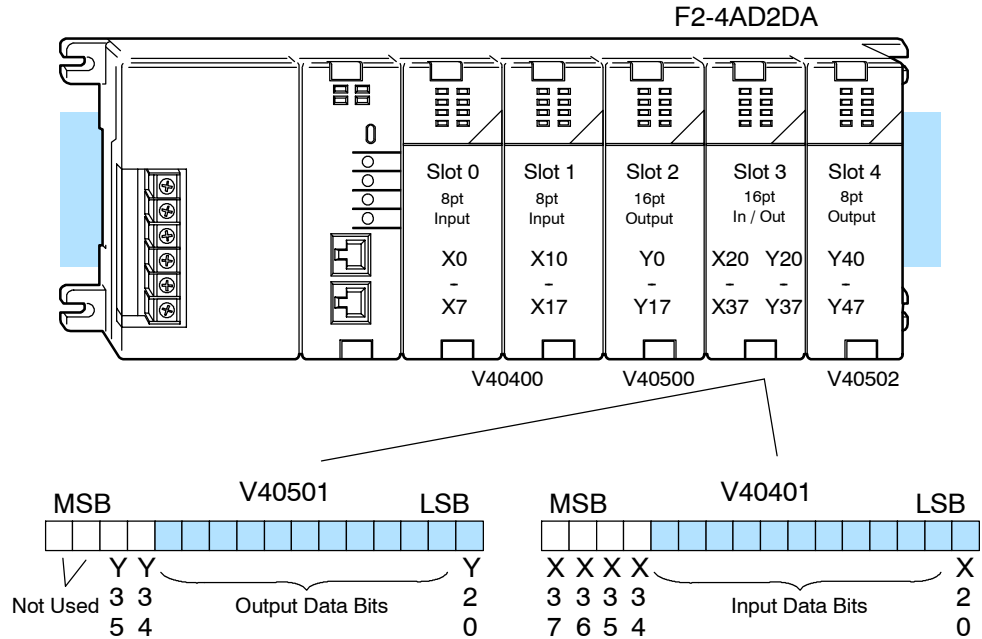 F2-4AD2DA
Slot 0 Slot 1 Slot 2 Slot 3 Slot 4
8pt 8pt 16pt 16pt 8pt
Input Input Output In / Out Output
X0 X10 Y0 X20 Y20 Y40
- - - - - -
X7 X17 Y17 X37 Y37 Y47
V40400 V40500 V40502
MSB V40501 LSB MSB V40401 LSB
Y Y Y X X X X X
Not Used 3 3 Output Data Bits 2 3 3 3 3 Input Data Bits 2
5 4 0 7 6 5 4 0